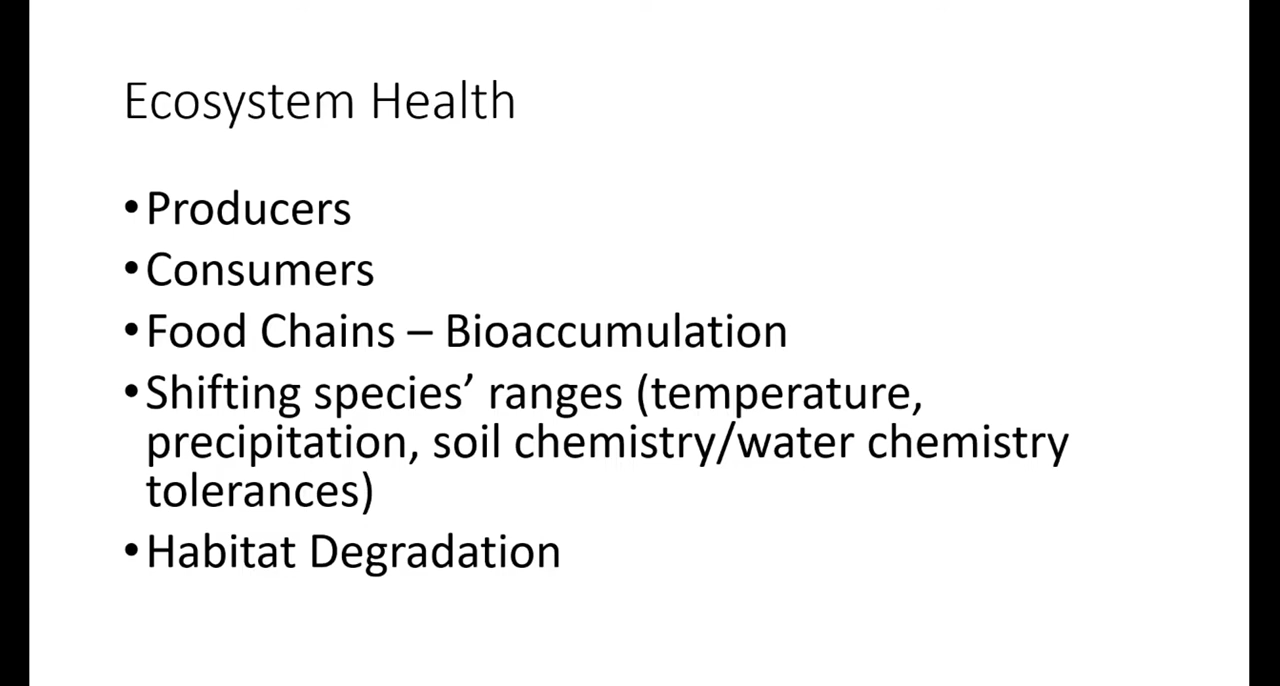 Ecosystem Health
•Producers
•Consumers
•Food Chains – Bioaccumulation
•Shifting species’ ranges (temperature,
precipitation, soil chemistry/water chemistry
tolerances)
•Habitat Degradation